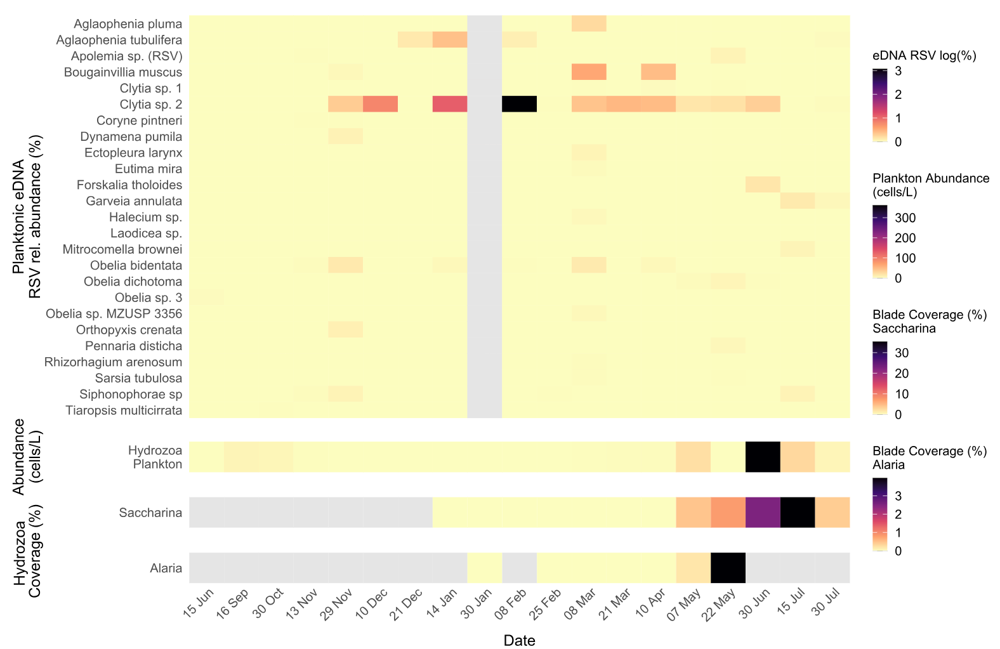 Planktonic eDNA
RSV rel. abundance (%)
Aglaophenia pluma
Aglaophenia tubulifera
Apolemia sp. (RSV)
Bougainvillia muscus
Clytia sp. 1
Clytia sp. 2
Coryne pintneri
Dynamena pumila
Ectopleura larynx
Eutima mira
Forskalia tholoides
Garveia annulata
Halecium sp.
Laodicea sp.
Mitrocomella brownei
Obelia bidentata
Obelia dichotoma
Obelia sp. 3
Obelia sp. MZUSP 3356
Orthopyxis crenata
Pennaria disticha
Rhizorhagium arenosum
Sarsia tubulosa
Siphonophorae sp
Tiaropsis multicirrata
Abundance
(cells/L)
Hydrozoa
Plankton
Hydrozoa
Coverage (%)
Saccharina
Alaria
15 Jun
16 Sep
30 Oct
13 Nov
29 Nov
10 Dec
21 Dec
14 Jan
30 Jan
08 Feb
25 Feb
08 Mar
21 Mar
10 Apr
07 May
22 May
30 Jun
15 Jul
30 Jul
Date
eDNA RSV log(%)
3
2
1
0
Plankton Abundance
(cells/L)
300
200
100
0
Blade Coverage (%)
Saccharina
30
20
10
0
Blade Coverage (%)
Alaria
3
2
1
0